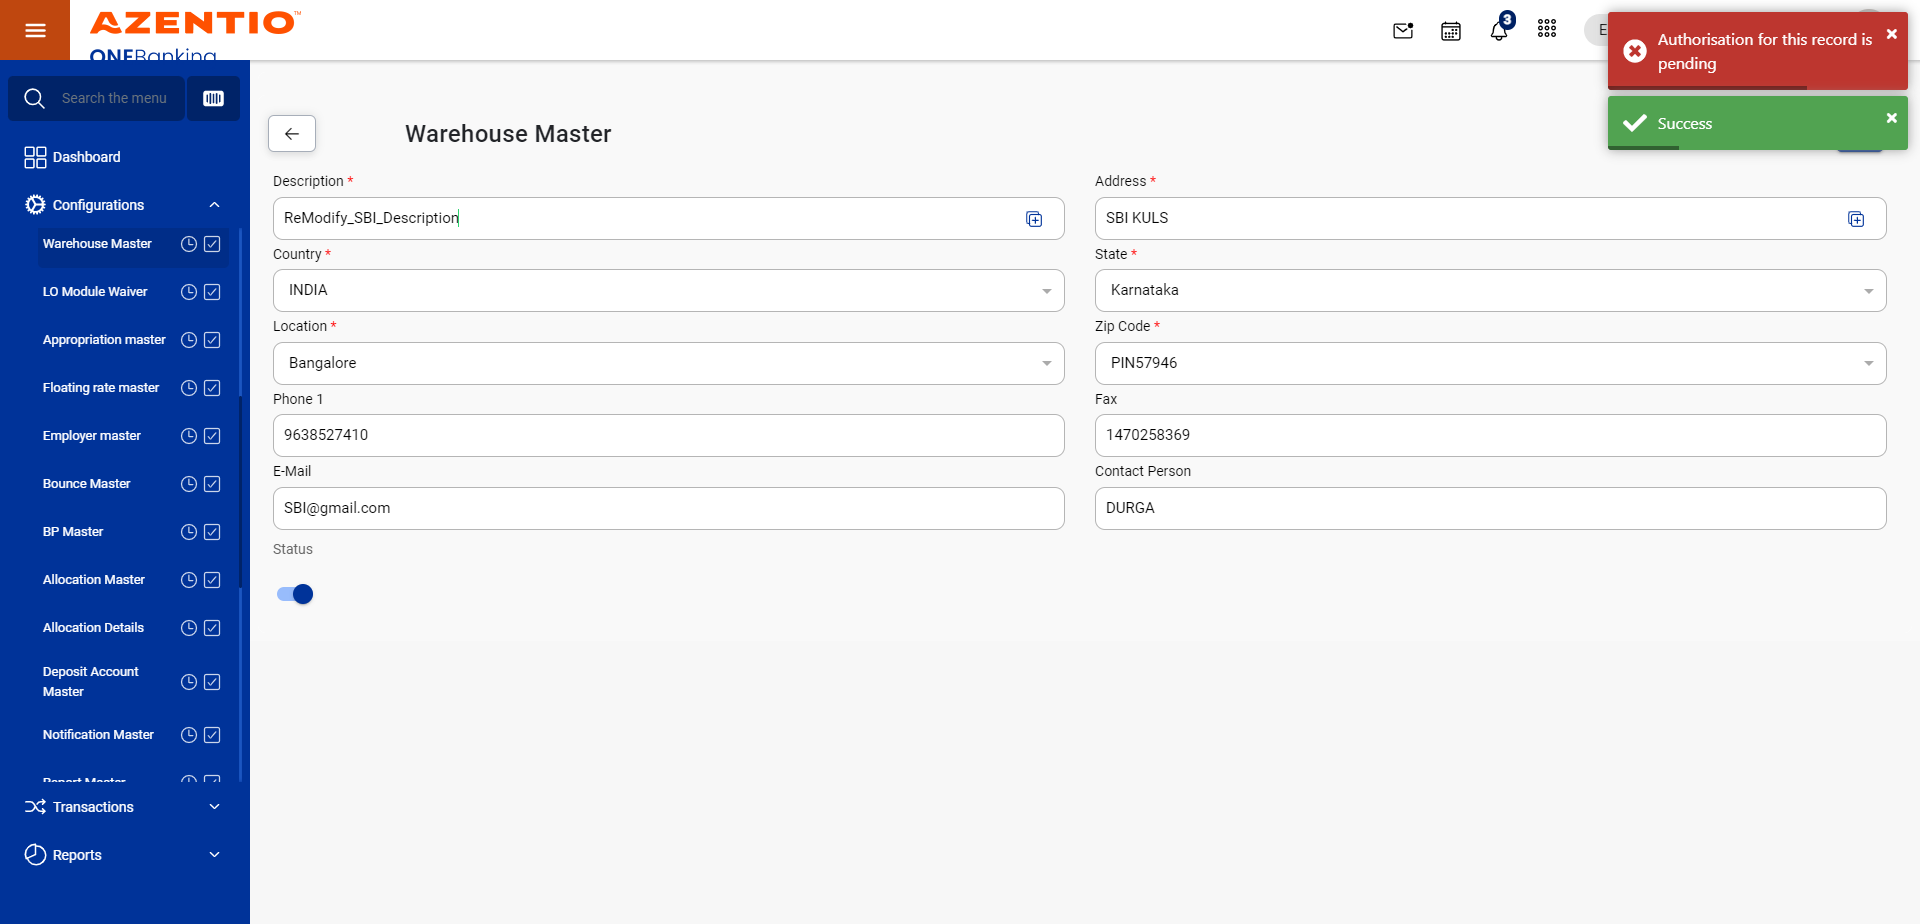 AZENTIO™
ONEBanking
3
E
Authorisation for this record is
pending
Success
Search the menu
Dashboard
Configurations
Warehouse Master
LO Module Waiver
Appropriation master
Floating rate master
Employer master
Bounce Master
BP Master
Allocation Master
Allocation Details
Deposit Account
Master
Notification Master
Report Master
Transactions
Reports
Warehouse Master
Description *
ReModify_SBI_Description
Address *
SBI KULS
Country *
INDIA
State *
Karnataka
Location *
Bangalore
Zip Code *
PIN57946
Phone 1
9638527410
Fax
1470258369
E-Mail
SBI@gmail.com
Contact Person
DURGA
Status